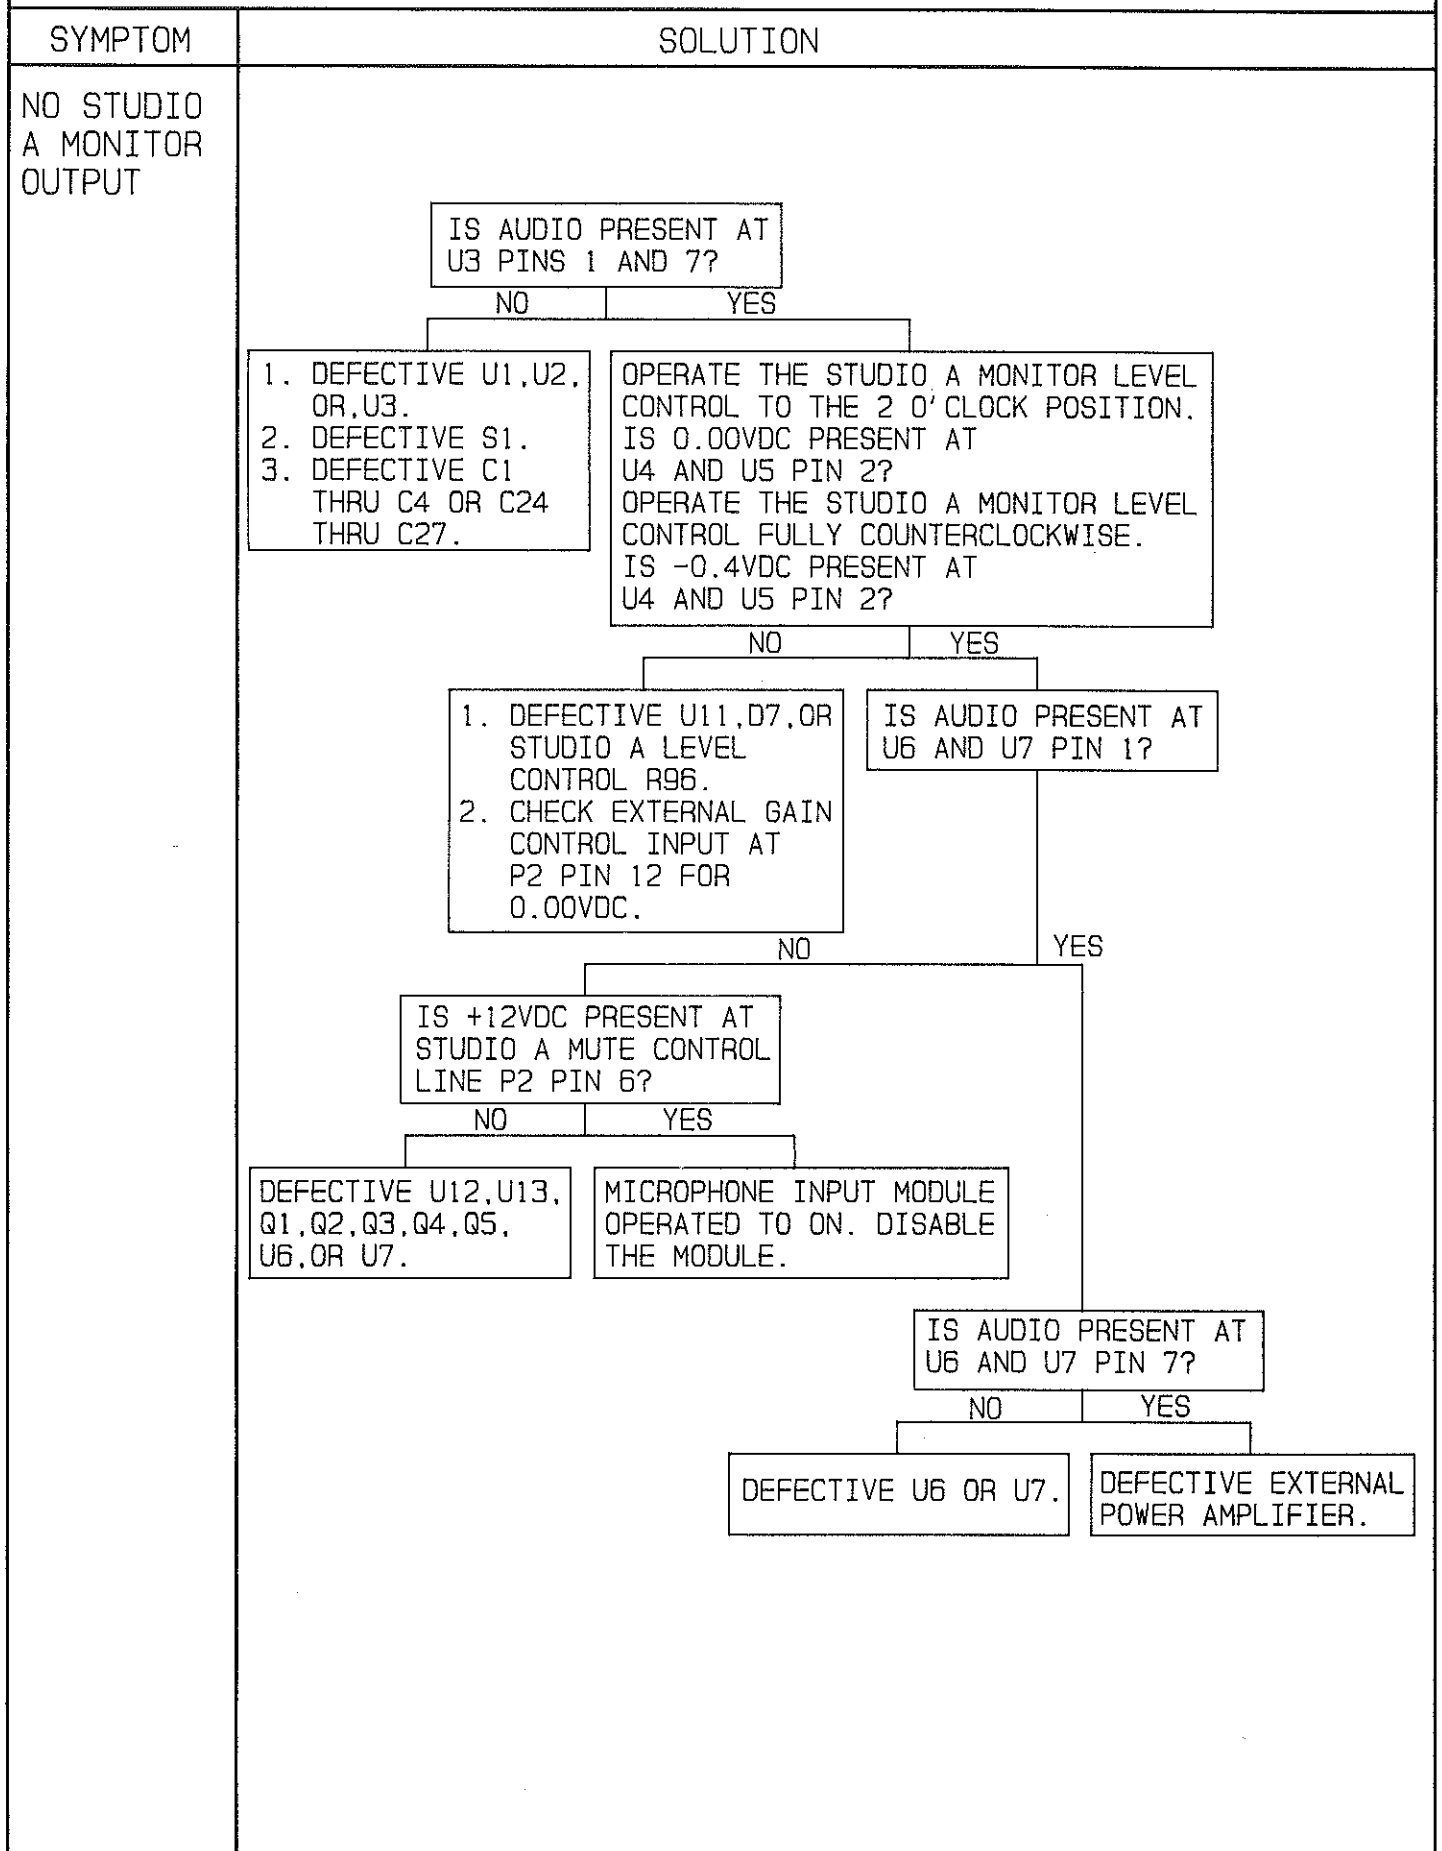 SYMPTOM
SOLUTION
NO STUDIO
A MONITOR
OUTPUT
IS AUDIO PRESENT AT
U3 PINS 1 AND 7?
NO
YES
1. DEFECTIVE U1,U2,
OR,U3.
2. DEFECTIVE S1.
3. DEFECTIVE C1
THRU C4 OR C24
THRU C27.
OPERATE THE STUDIO A MONITOR LEVEL
CONTROL TO THE 2 O'CLOCK POSITION.
IS 0.00VDC PRESENT AT
U4 AND U5 PIN 2?
OPERATE THE STUDIO A MONITOR LEVEL
CONTROL FULLY COUNTERCLOCKWISE.
IS -0.4VDC PRESENT AT
U4 AND U5 PIN 2?
NO
YES
1. DEFECTIVE U11,D7,OR
STUDIO A LEVEL
CONTROL R96.
2. CHECK EXTERNAL GAIN
CONTROL INPUT AT
P2 PIN 12 FOR
0.00VDC.
IS AUDIO PRESENT AT
U6 AND U7 PIN 1?
NO
YES
IS +12VDC PRESENT AT
STUDIO A MUTE CONTROL
LINE P2 PIN 6?
NO
YES
DEFECTIVE U12,U13,
Q1,Q2,Q3,Q4,Q5,
U6,OR U7.
MICROPHONE INPUT MODULE
OPERATED TO ON. DISABLE
THE MODULE.
IS AUDIO PRESENT AT
U6 AND U7 PIN 7?
NO
YES
DEFECTIVE U6 OR U7.
DEFECTIVE EXTERNAL
POWER AMPLIFIER.